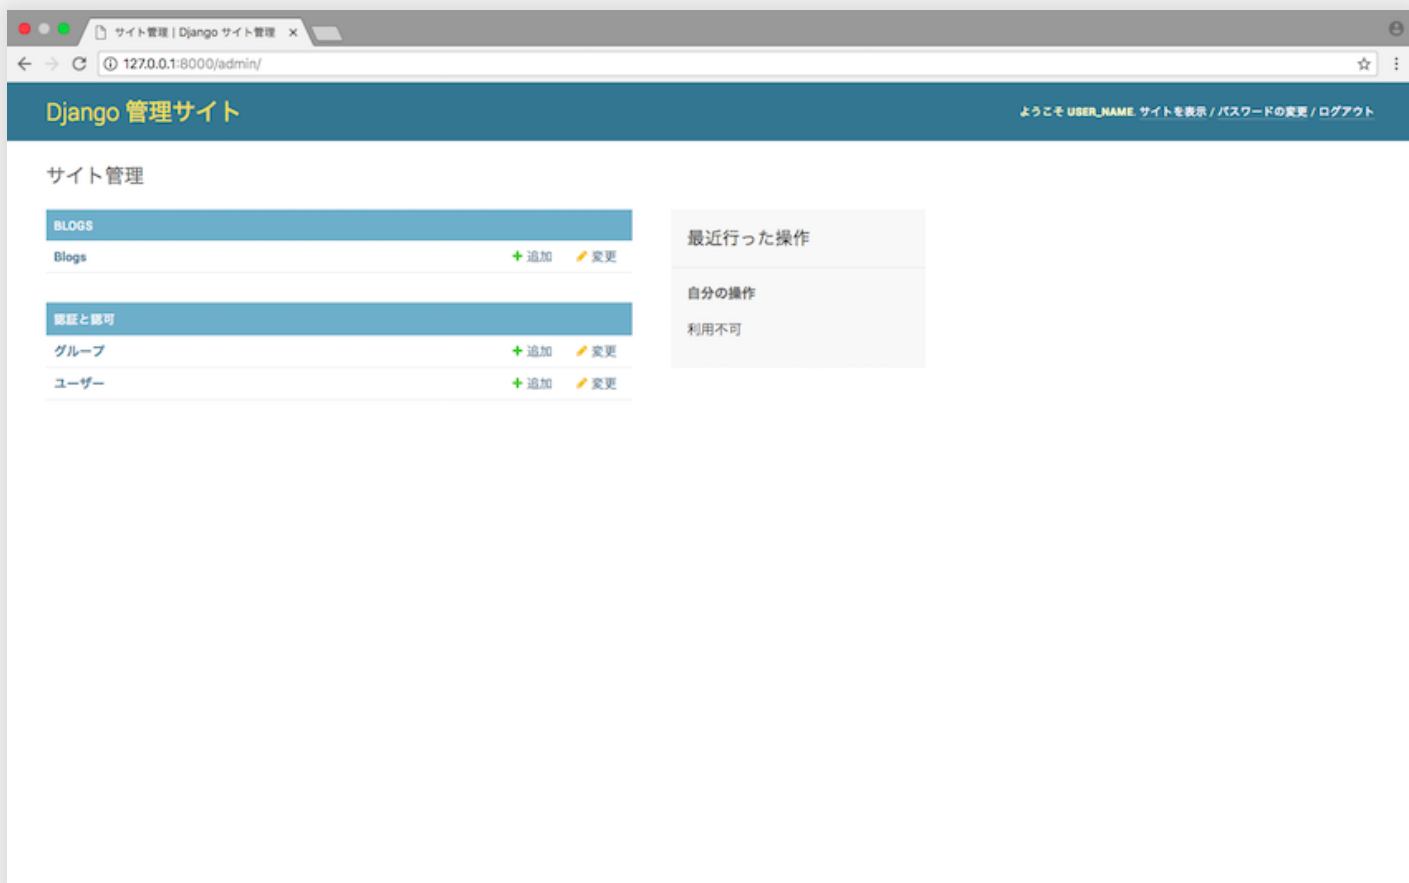 サイト管理 | Django サイト管理
127.0.0.1:8000/admin/
Django 管理サイト
ようこそ USER_NAME. サイトを表示 / パスワードの変更 / ログアウト
サイト管理
BLOGS
Blogs 追加 変更
認証と認可
グループ 追加 変更
ユーザー 追加 変更
最近行った操作
自分の操作
利用不可